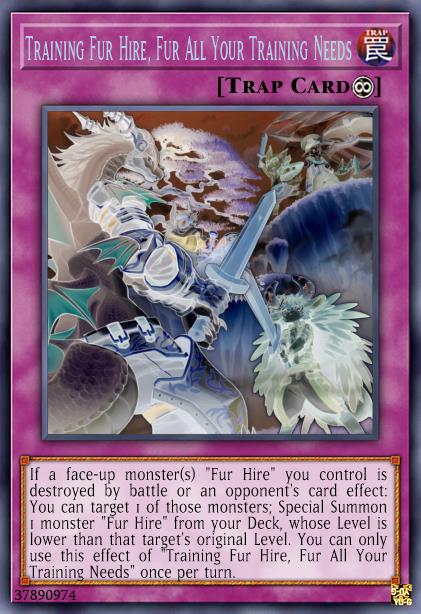 Training Fur Hire, Fur All Your Training Needs
TRAP
罠
[Trap Card]
If a face-up monster(s) "Fur Hire" you control is
destroyed by battle or an opponent's card effect:
You can target 1 of those monsters; Special Summon
1 monster "Fur Hire" from your Deck, whose Level is
lower than that target's original Level. You can only
use this effect of "Training Fur Hire, Fur All Your
Training Needs" once per turn.
37890974